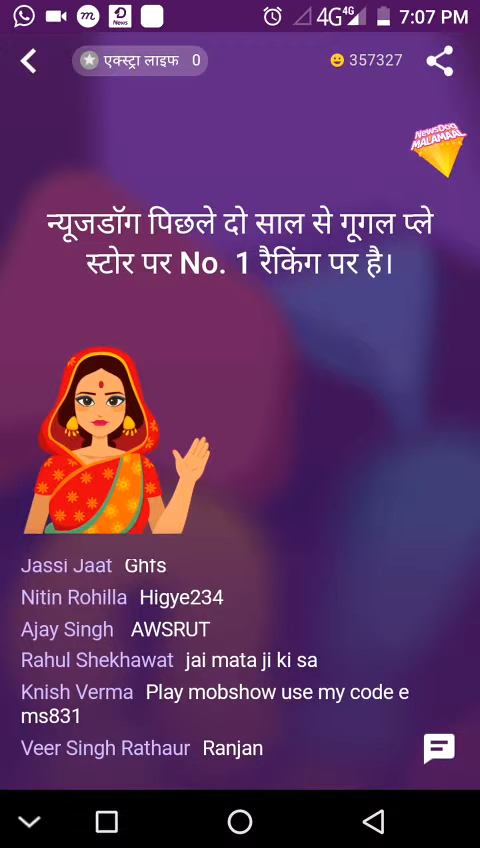 m
News
4G 4G 7:07 PM
एक्स्ट्रा लाइफ 0
357327
NewsDog
MALAMAAL
न्यूजडॉग पिछले दो साल से गूगल प्ले
स्टोर पर No. 1 रैकिंग पर है।
Jassi Jaat Ghts
Nitin Rohilla Higye234
Ajay Singh AWSRUT
Rahul Shekhawat jai mata ji ki sa
Knish Verma Play mobshow use my code e
ms831
Veer Singh Rathaur Ranjan